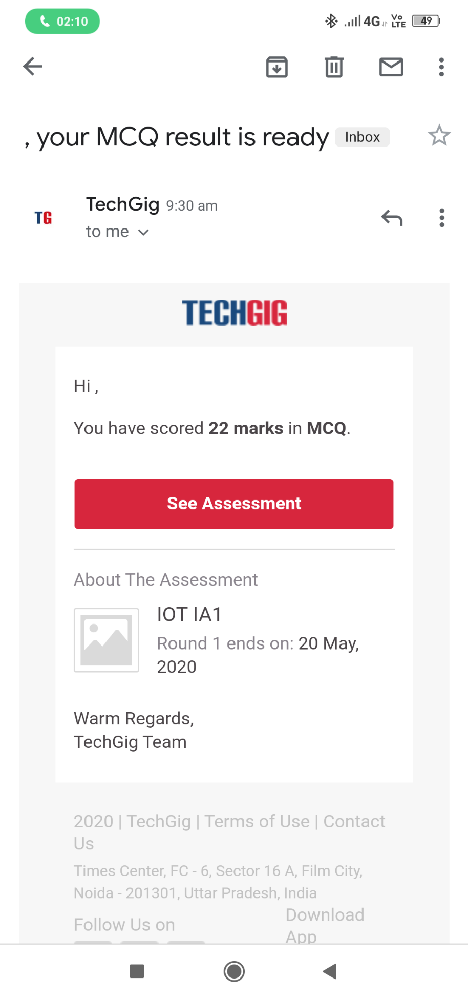 02:10 4G Vo LTE 49
, your MCQ result is ready Inbox
TG
TechGig 9:30 am
to me
TECHGIG
Hi ,
You have scored 22 marks in MCQ.
See Assessment
About The Assessment
IOT IA1
Round 1 ends on: 20 May,
2020
Warm Regards,
TechGig Team
2020 | TechGig | Terms of Use | Contact
Us
Times Center, FC - 6, Sector 16 A, Film City,
Noida - 201301, Uttar Pradesh, India
Follow Us on
Download
App